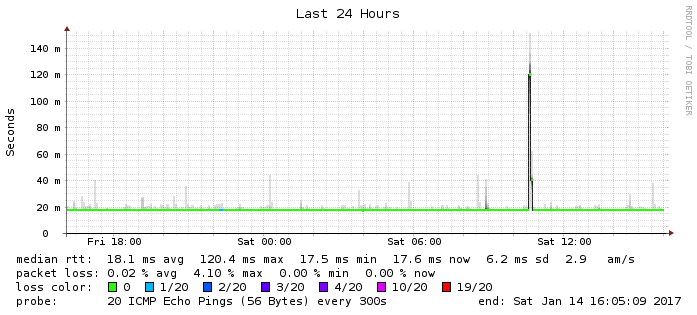 Last 24 Hours
RRDTOOL / TOBI OETIKER
Seconds
140 m
120 m
100 m
80 m
60 m
40 m
20 m
0
Fri 18:00 Sat 00:00 Sat 06:00 Sat 12:00
median rtt: 18.1 ms avg 120.4 ms max 17.5 ms min 17.6 ms now 6.2 ms sd 2.9 am/s
packet loss: 0.02 % avg 4.10 % max 0.00 % min 0.00 % now
loss color: 0 1/20 2/20 3/20 4/20 10/20 19/20
probe: 20 ICMP Echo Pings (56 Bytes) every 300s end: Sat Jan 14 16:05:09 2017